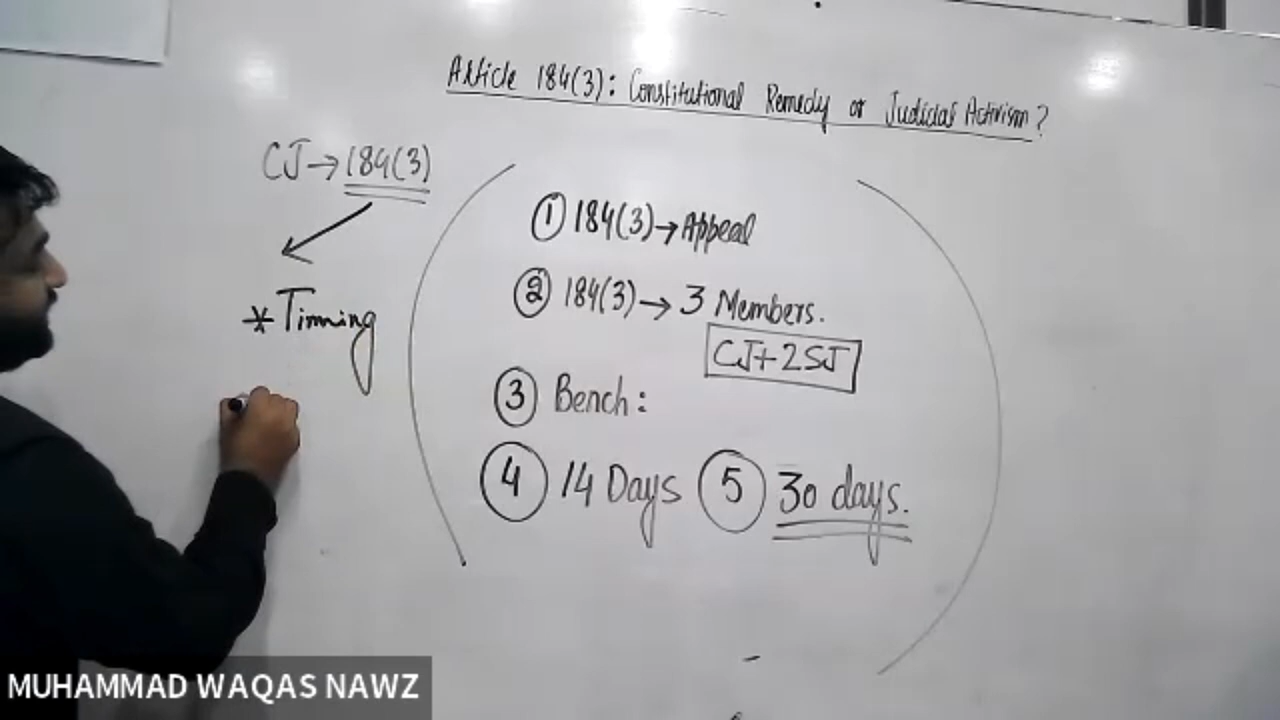 Article 184(3): Constitutional Remedy or Judicial Activism?
CJ→184(3)
* Timing
① 184(3)→Appeal
② 184(3)→ 3 Members.
CJ+2SJ
③ Bench:
④ 14 Days ⑤ 30 days.
MUHAMMAD WAQAS NAWZ